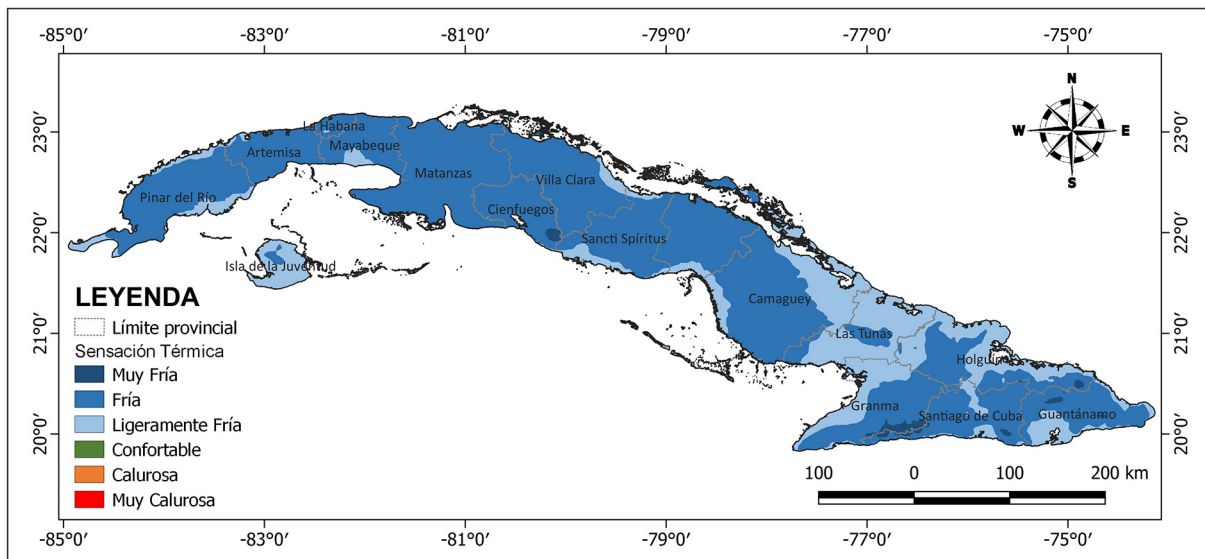 -85°0′ -83°0′ -81°0′ -79°0′ -77°0′ -75°0′
N
W E
S
23°0′ 23°0′
La Habana
Mayabeque
Artemisa
Matanzas
Villa Clara
Pinar del Río
Cienfuegos
22°0′ 22°0′
Sancti Spíritus
Isla de la Juventud
Camaguey
LEYENDA
Límite provincial
21°0′ 21°0′
Las Tunas
Sensación Térmica
Holguín
Muy Fría
Fría
Granma
Santiago de Cuba
Guantánamo
Ligeramente Fría
20°0′ 20°0′
Confortable
Calurosa
Muy Calurosa
100 0 100 200 km
-85°0′ -83°0′ -81°0′ -79°0′ -77°0′ -75°0′